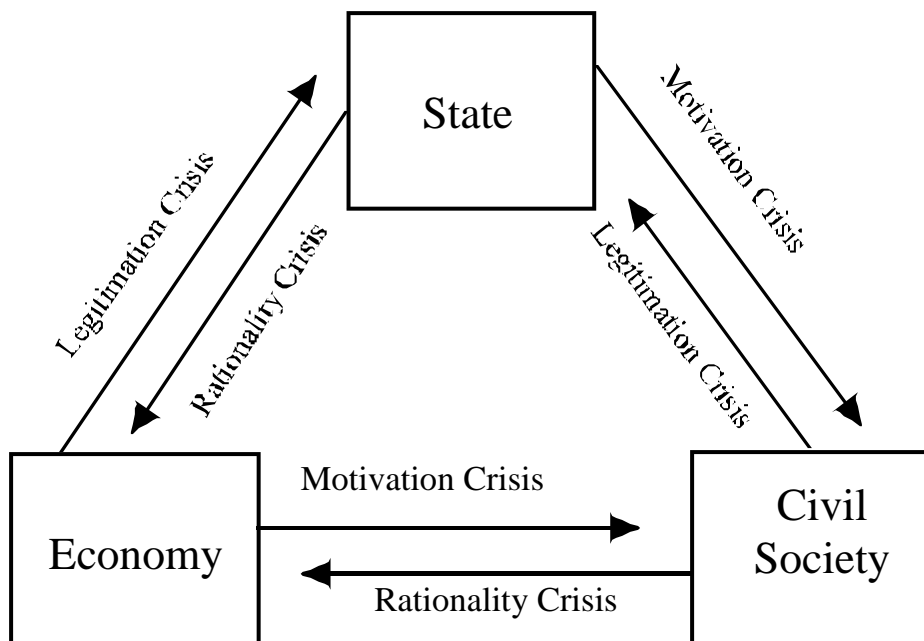 State
Legitimation Crisis
Rationality Crisis
Motivation Crisis
Legitimation Crisis
Economy
Motivation Crisis
Rationality Crisis
Civil
Society